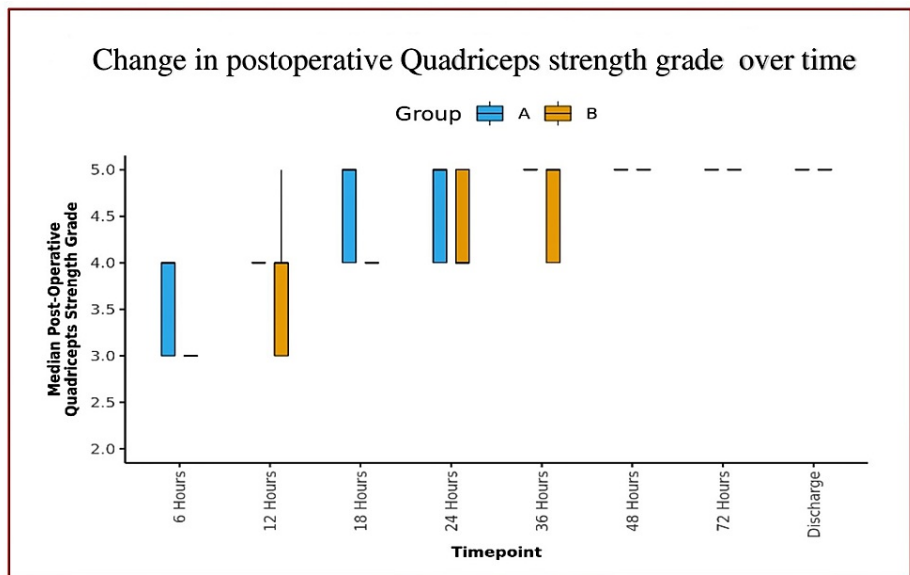 Change in postoperative Quadriceps strength grade over time
Group A B
Median Post-Operative
Quadricepts Strength Grade
5.0
4.5
4.0
3.5
3.0
2.5
2.0
6 Hours
12 Hours
18 Hours
24 Hours
36 Hours
48 Hours
72 Hours
Discharge
Timepoint